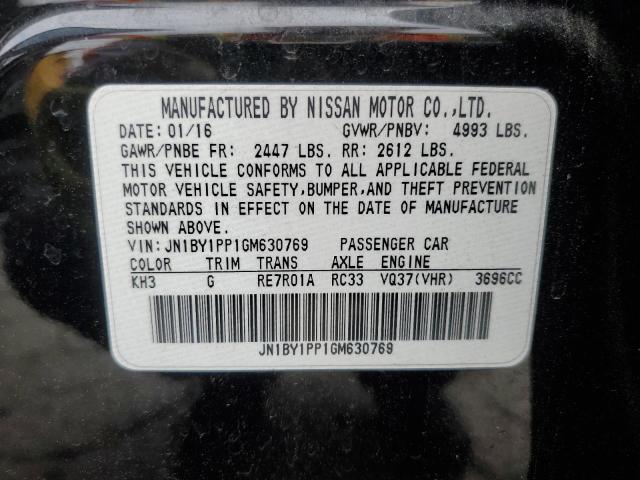 MANUFACTURED BY NISSAN MOTOR CO.,LTD.
DATE: 01/16 GVWR/PNBV: 4993 LBS.
GAWR/PNBE FR: 2447 LBS. RR: 2612 LBS.
THIS VEHICLE CONFORMS TO ALL APPLICABLE FEDERAL
MOTOR VEHICLE SAFETY,BUMPER,AND THEFT PREVENTION
STANDARDS IN EFFECT ON THE DATE OF MANUFACTURE
SHOWN ABOVE.
VIN: JN1BY1PP1GM630769 PASSENGER CAR
COLOR TRIM TRANS AXLE ENGINE
KH3 G RE7R01A RC33 VQ37(VHR) 3696CC
JN1BY1PP1GM630769